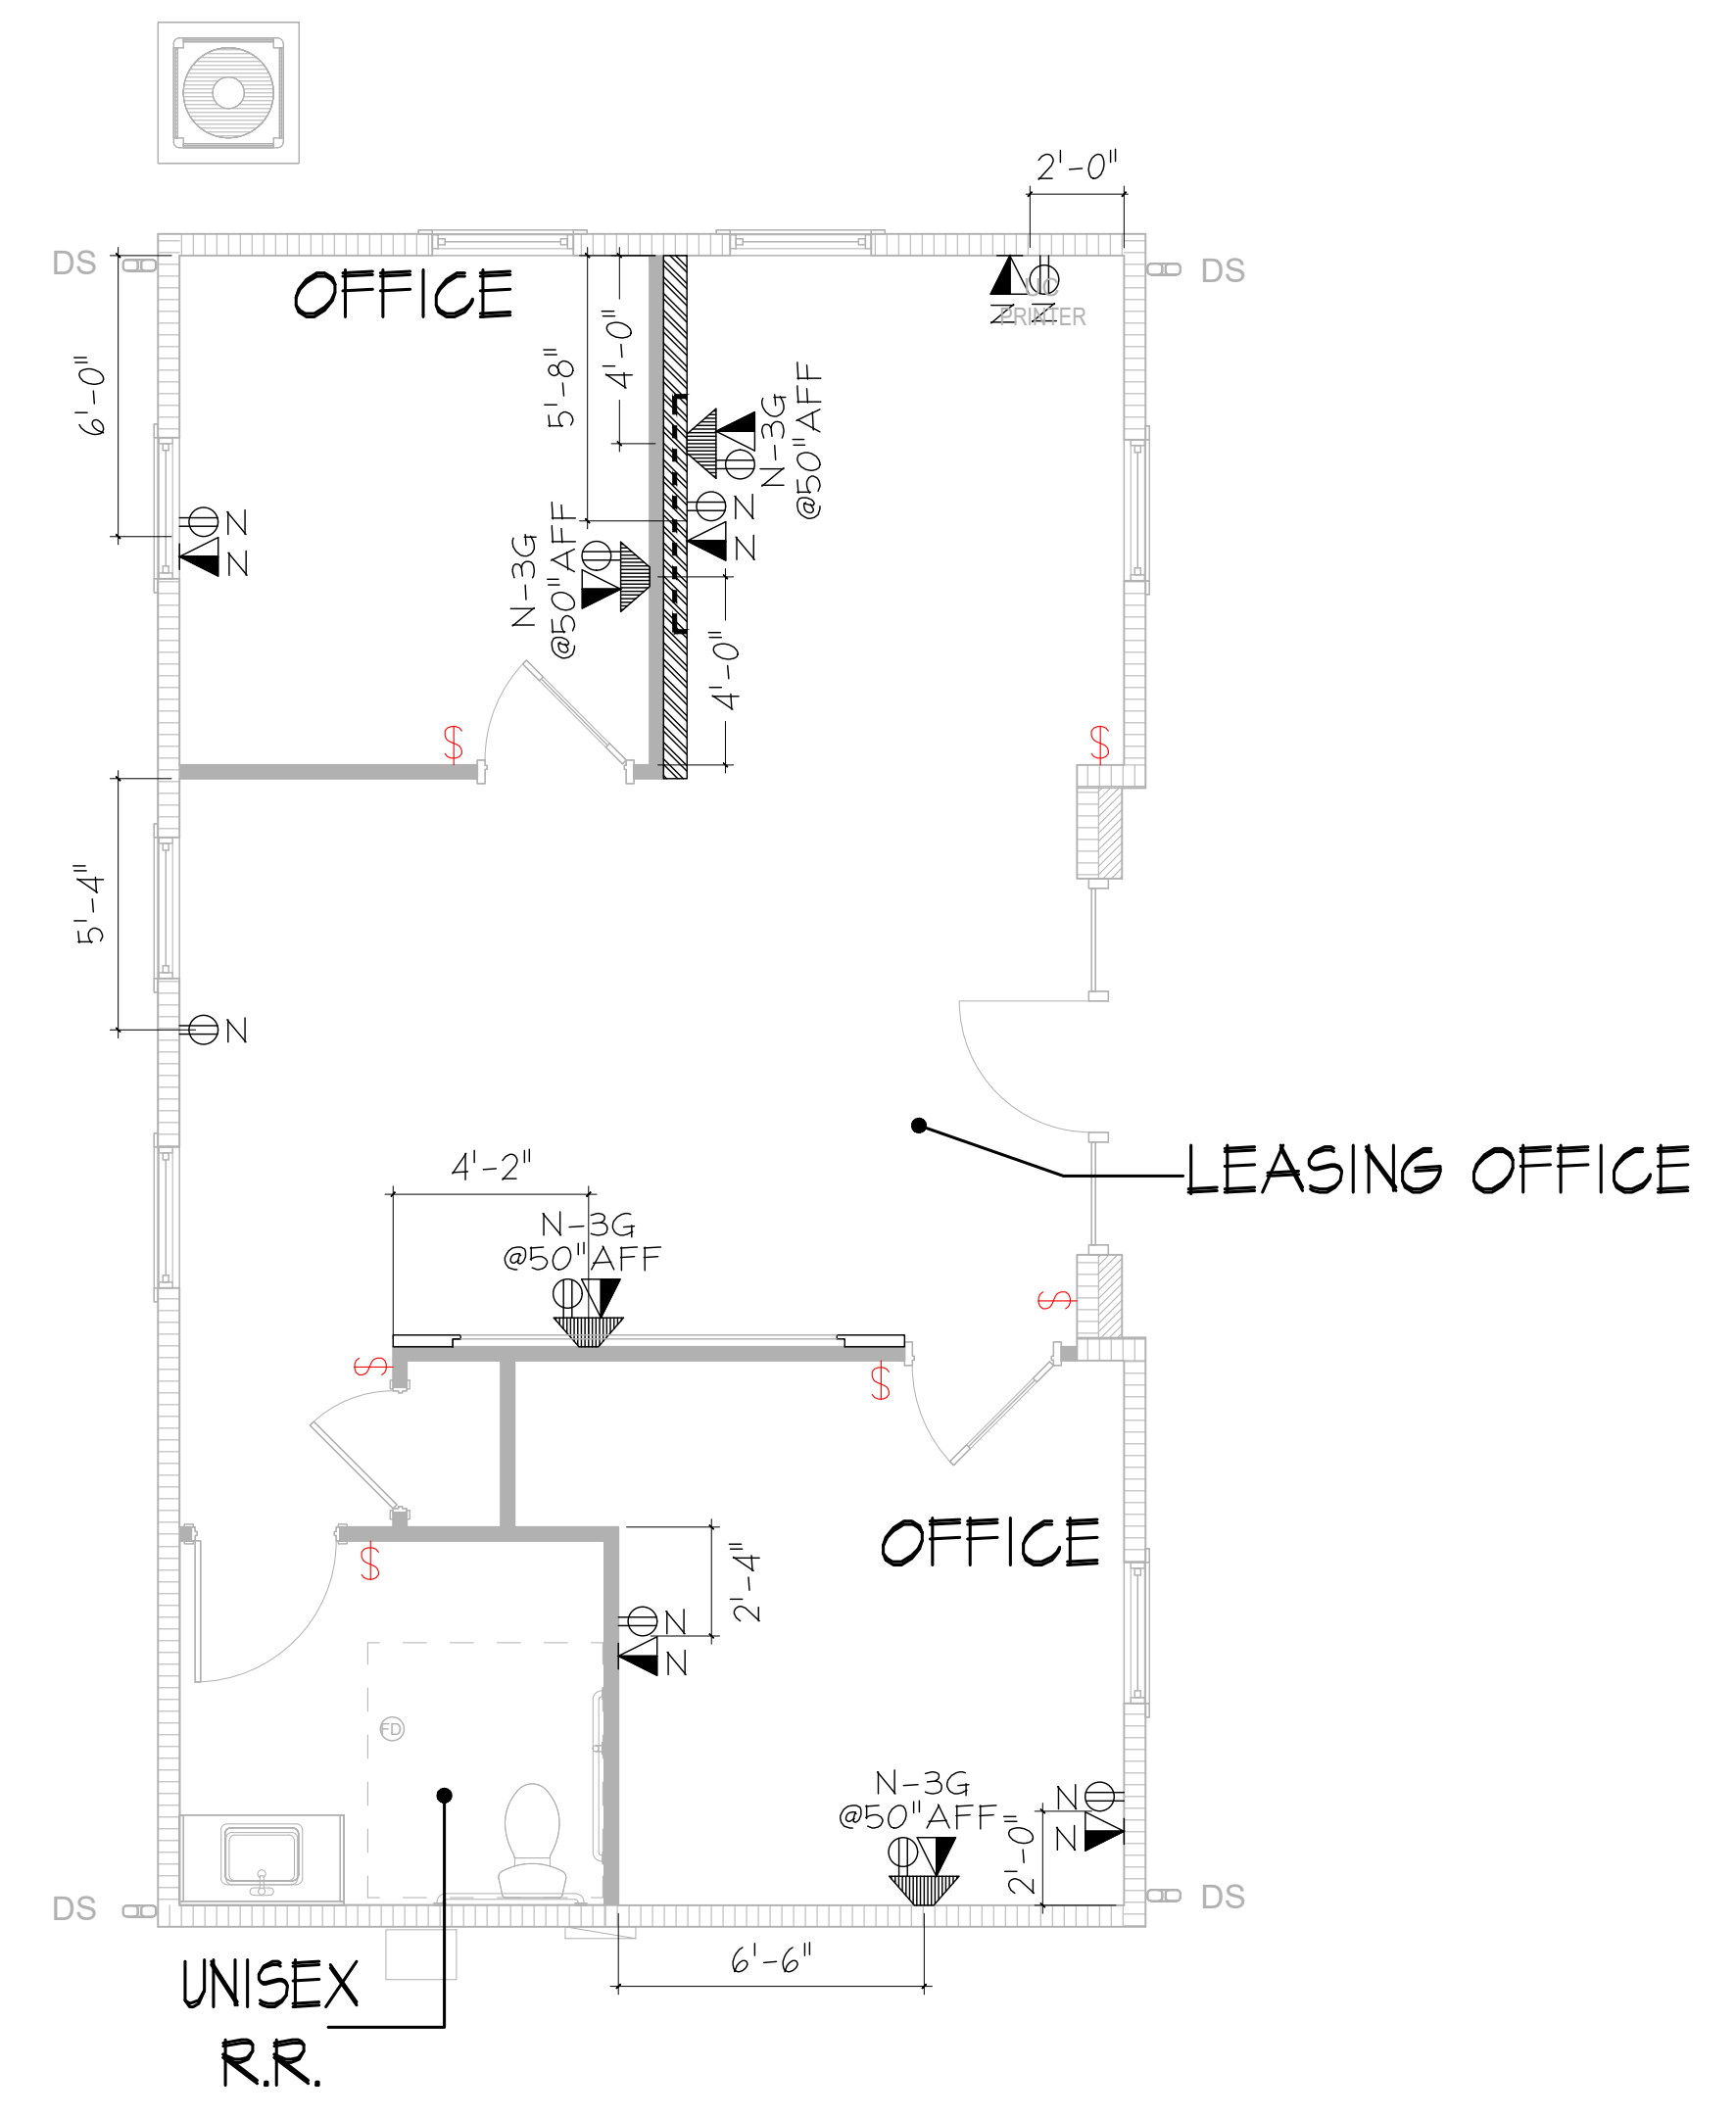 2'-0"
DS
DS
OFFICE
UC
PRINTER
N
N
6'-0"
5'-8"
4'-0"
N-3G
@50"AFF
N
N
N
N
N-3G
@50"AFF
4'-0"
$
$
5'-4"
N
LEASING OFFICE
4'-2"
N-3G
@50"AFF
$
$
$
OFFICE
$
2'-4"
N
N
FD
N-3G
@50"AFF
2'-0"
N
N
DS
DS
6'-6"
UNISEX
R.R.